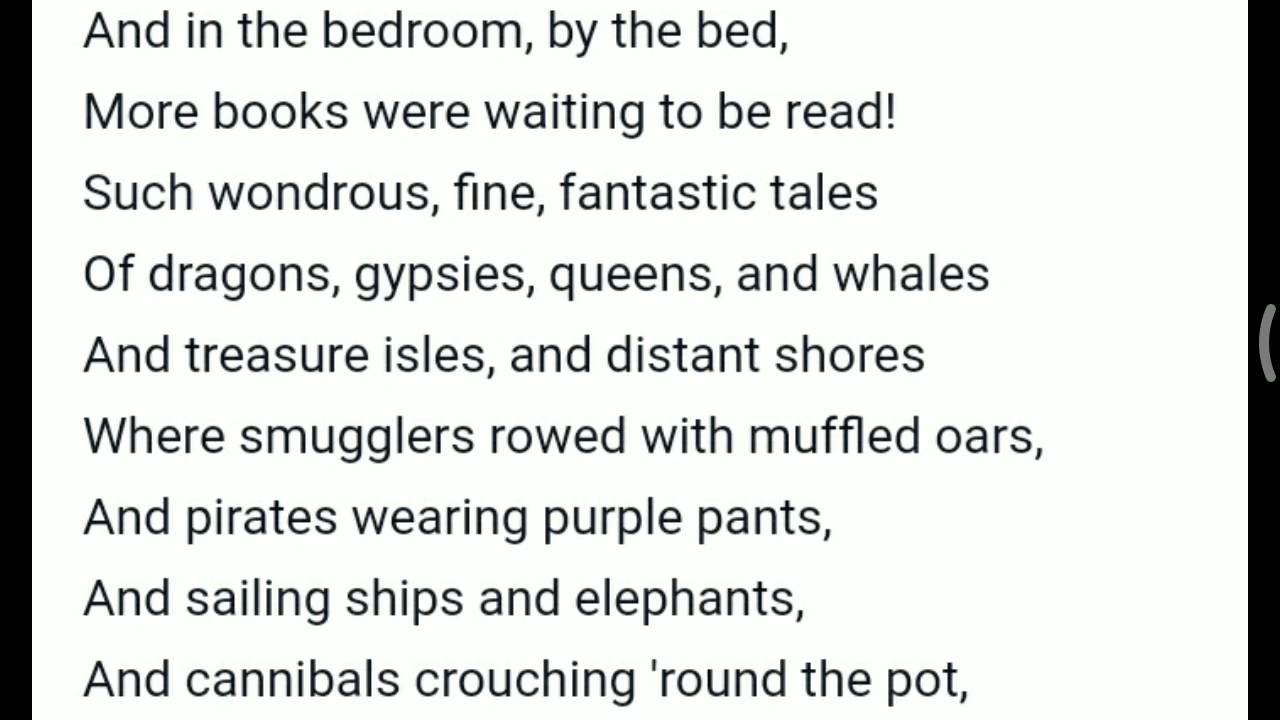 And in the bedroom, by the bed,
More books were waiting to be read!
Such wondrous, fine, fantastic tales
Of dragons, gypsies, queens, and whales
And treasure isles, and distant shores
Where smugglers rowed with muffled oars,
And pirates wearing purple pants,
And sailing ships and elephants,
And cannibals crouching 'round the pot,